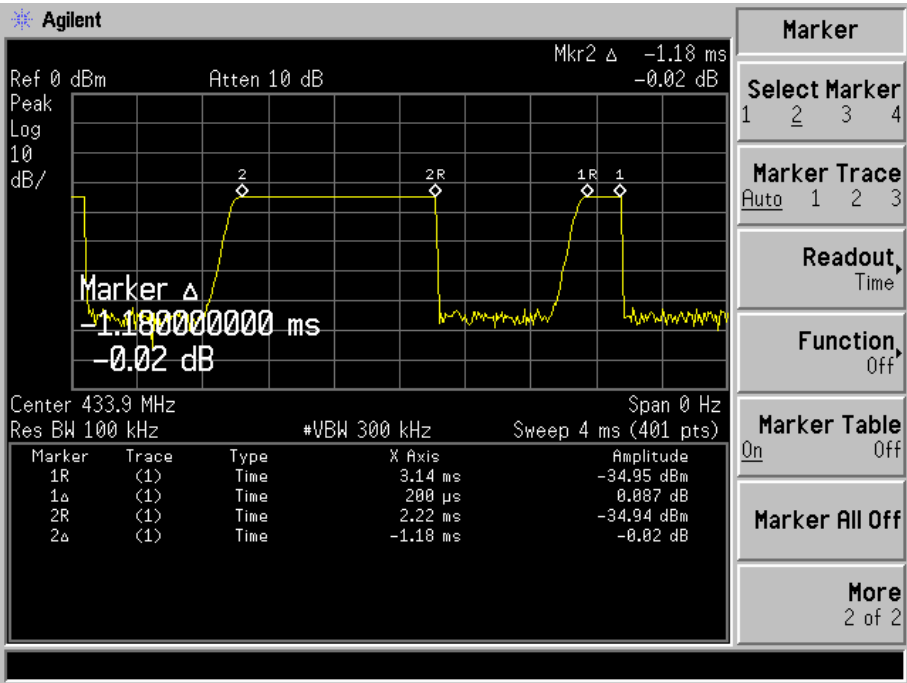 Agilent
Mkr2 Δ -1.18 ms
Ref 0 dBm Atten 10 dB -0.02 dB
Peak
Log
10
dB/
2 2R 1R 1
Marker Δ
-1.180000000 ms
-0.02 dB
Center 433.9 MHz Span 0 Hz
Res BW 100 kHz #VBW 300 kHz Sweep 4 ms (401 pts)
Marker Trace Type X Axis Amplitude
1R (1) Time 3.14 ms -34.95 dBm
1Δ (1) Time 200 µs 0.087 dB
2R (1) Time 2.22 ms -34.94 dBm
2Δ (1) Time -1.18 ms -0.02 dB
Marker
Select Marker
1 2 3 4
Marker Trace
Auto 1 2 3
Readout
Time
Function
Off
Marker Table
On Off
Marker All Off
More
2 of 2